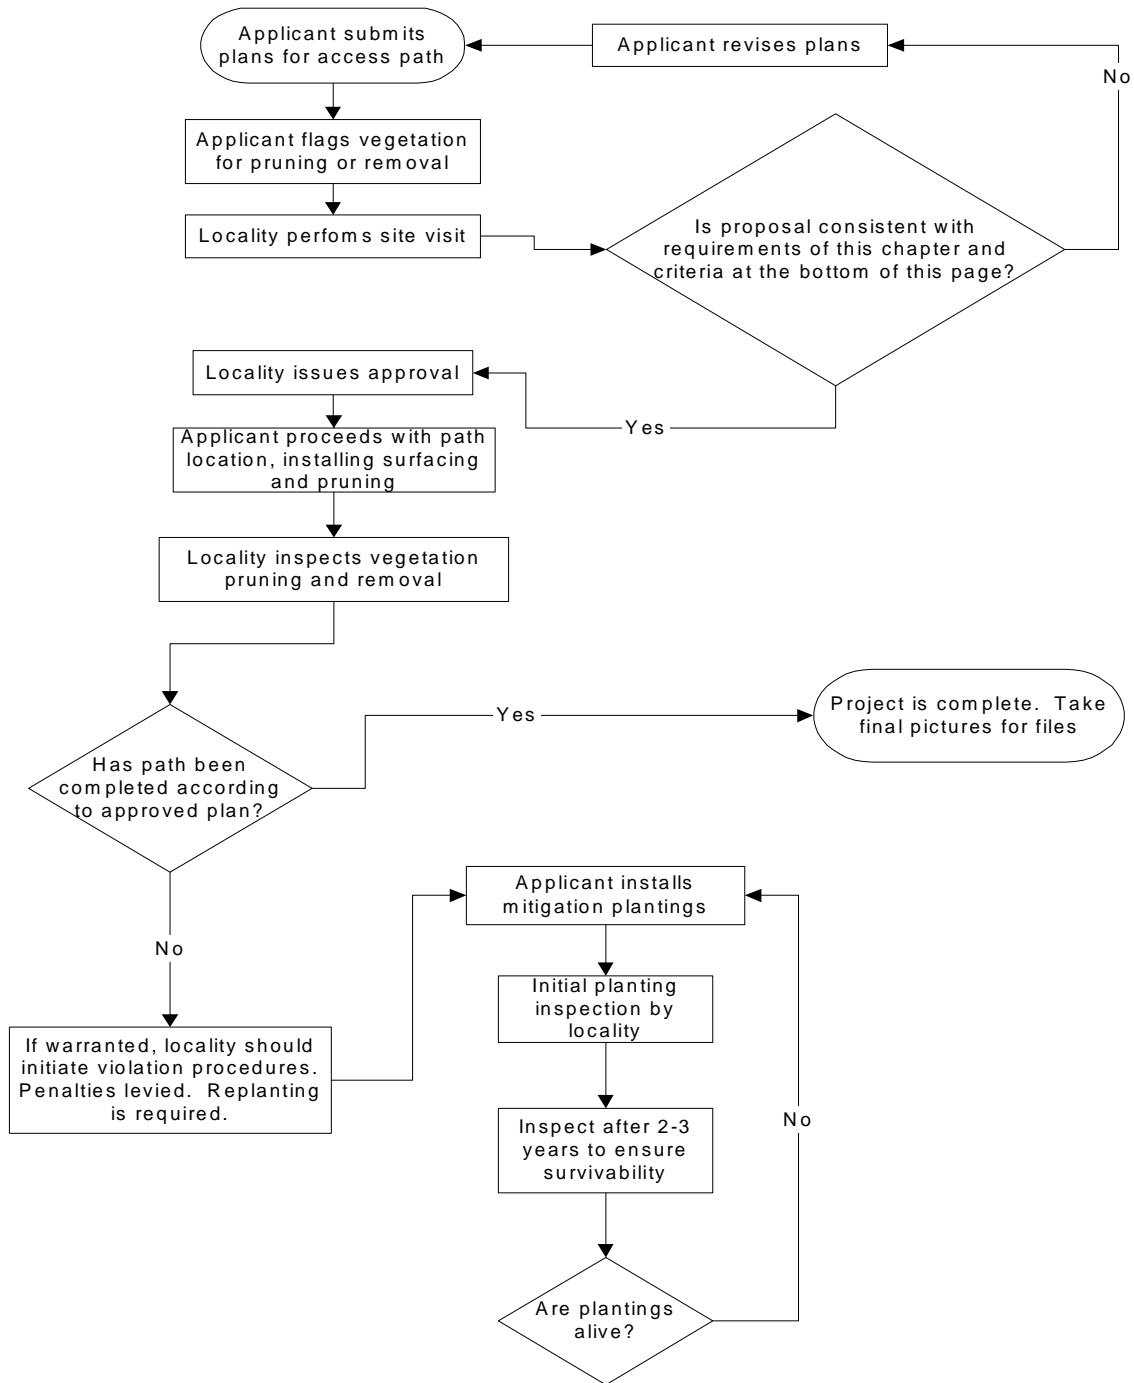 Applicant submits
plans for access path
Applicant revises plans
No
Applicant flags vegetation
for pruning or removal
Locality perfoms site visit
Is proposal consistent with
requirements of this chapter and
criteria at the bottom of this page?
Locality issues approval
Yes
Applicant proceeds with path
location, installing surfacing
and pruning
Locality inspects vegetation
pruning and removal
Has path been
completed according
to approved plan?
Yes
Project is complete. Take
final pictures for files
No
If warranted, locality should
initiate violation procedures.
Penalties levied. Replanting
is required.
Applicant installs
mitigation plantings
Initial planting
inspection by
locality
Inspect after 2-3
years to ensure
survivability
No
Are plantings
alive?